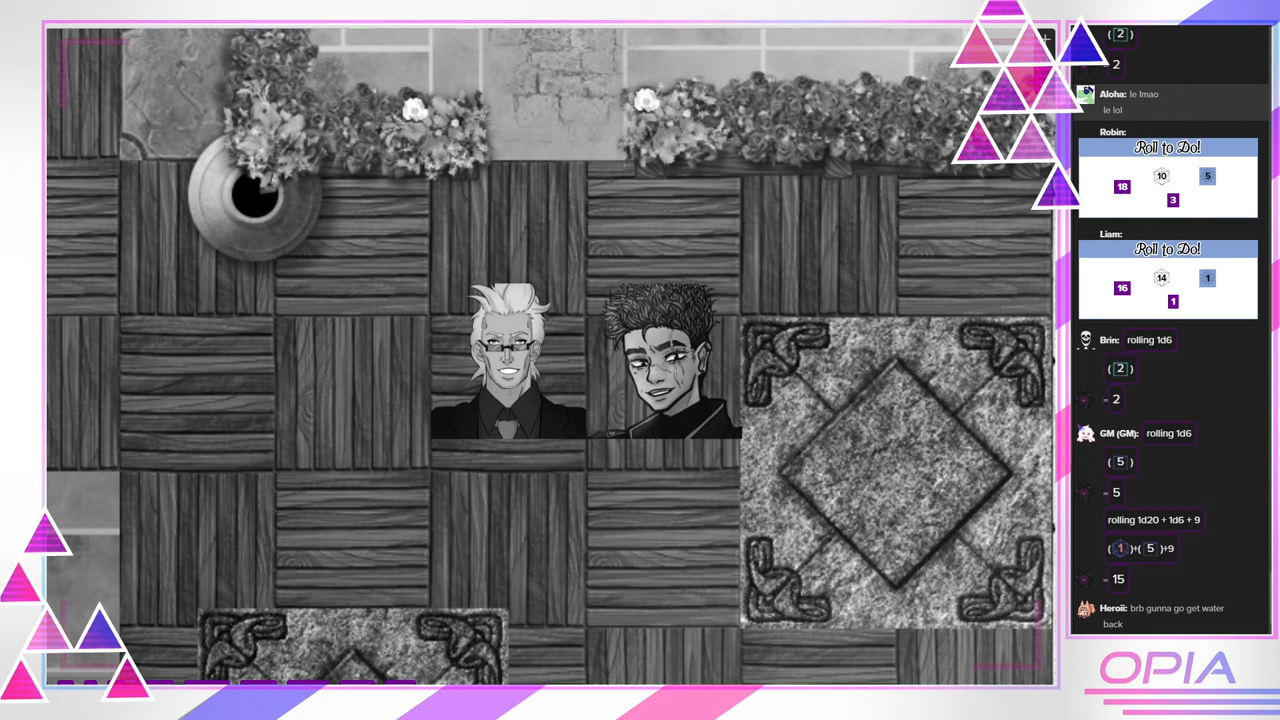 (2)
= 2
Aloha: le lmao
le lol
Robin:
Roll to Do!
18 10 5
3
Liam:
Roll to Do!
16 14 1
1
Brin: rolling 1d6
(2)
= 2
GM (GM): rolling 1d6
(5)
= 5
rolling 1d20 + 1d6 + 9
(1)+(5)+9
= 15
Heroii: brb gunna go get water
back
OPIA